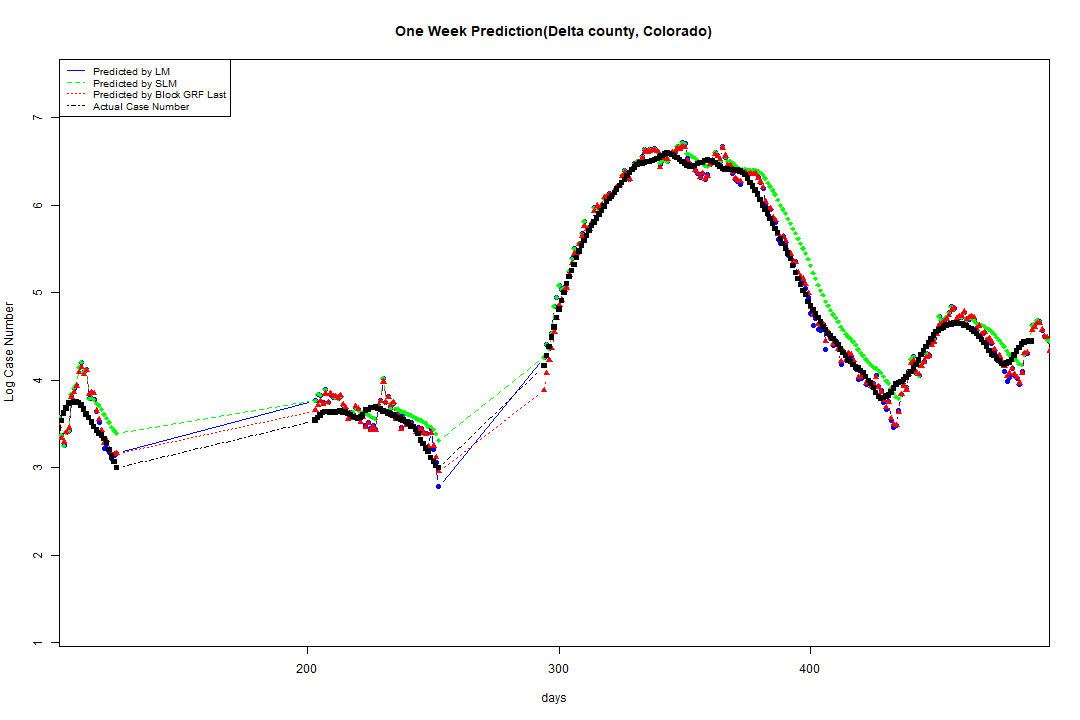 One Week Prediction(Delta county, Colorado)
Predicted by LM
Predicted by SLM
Predicted by Block GRF Last
Actual Case Number
7
6
5
4
3
2
1
Log Case Number
200 300 400
days